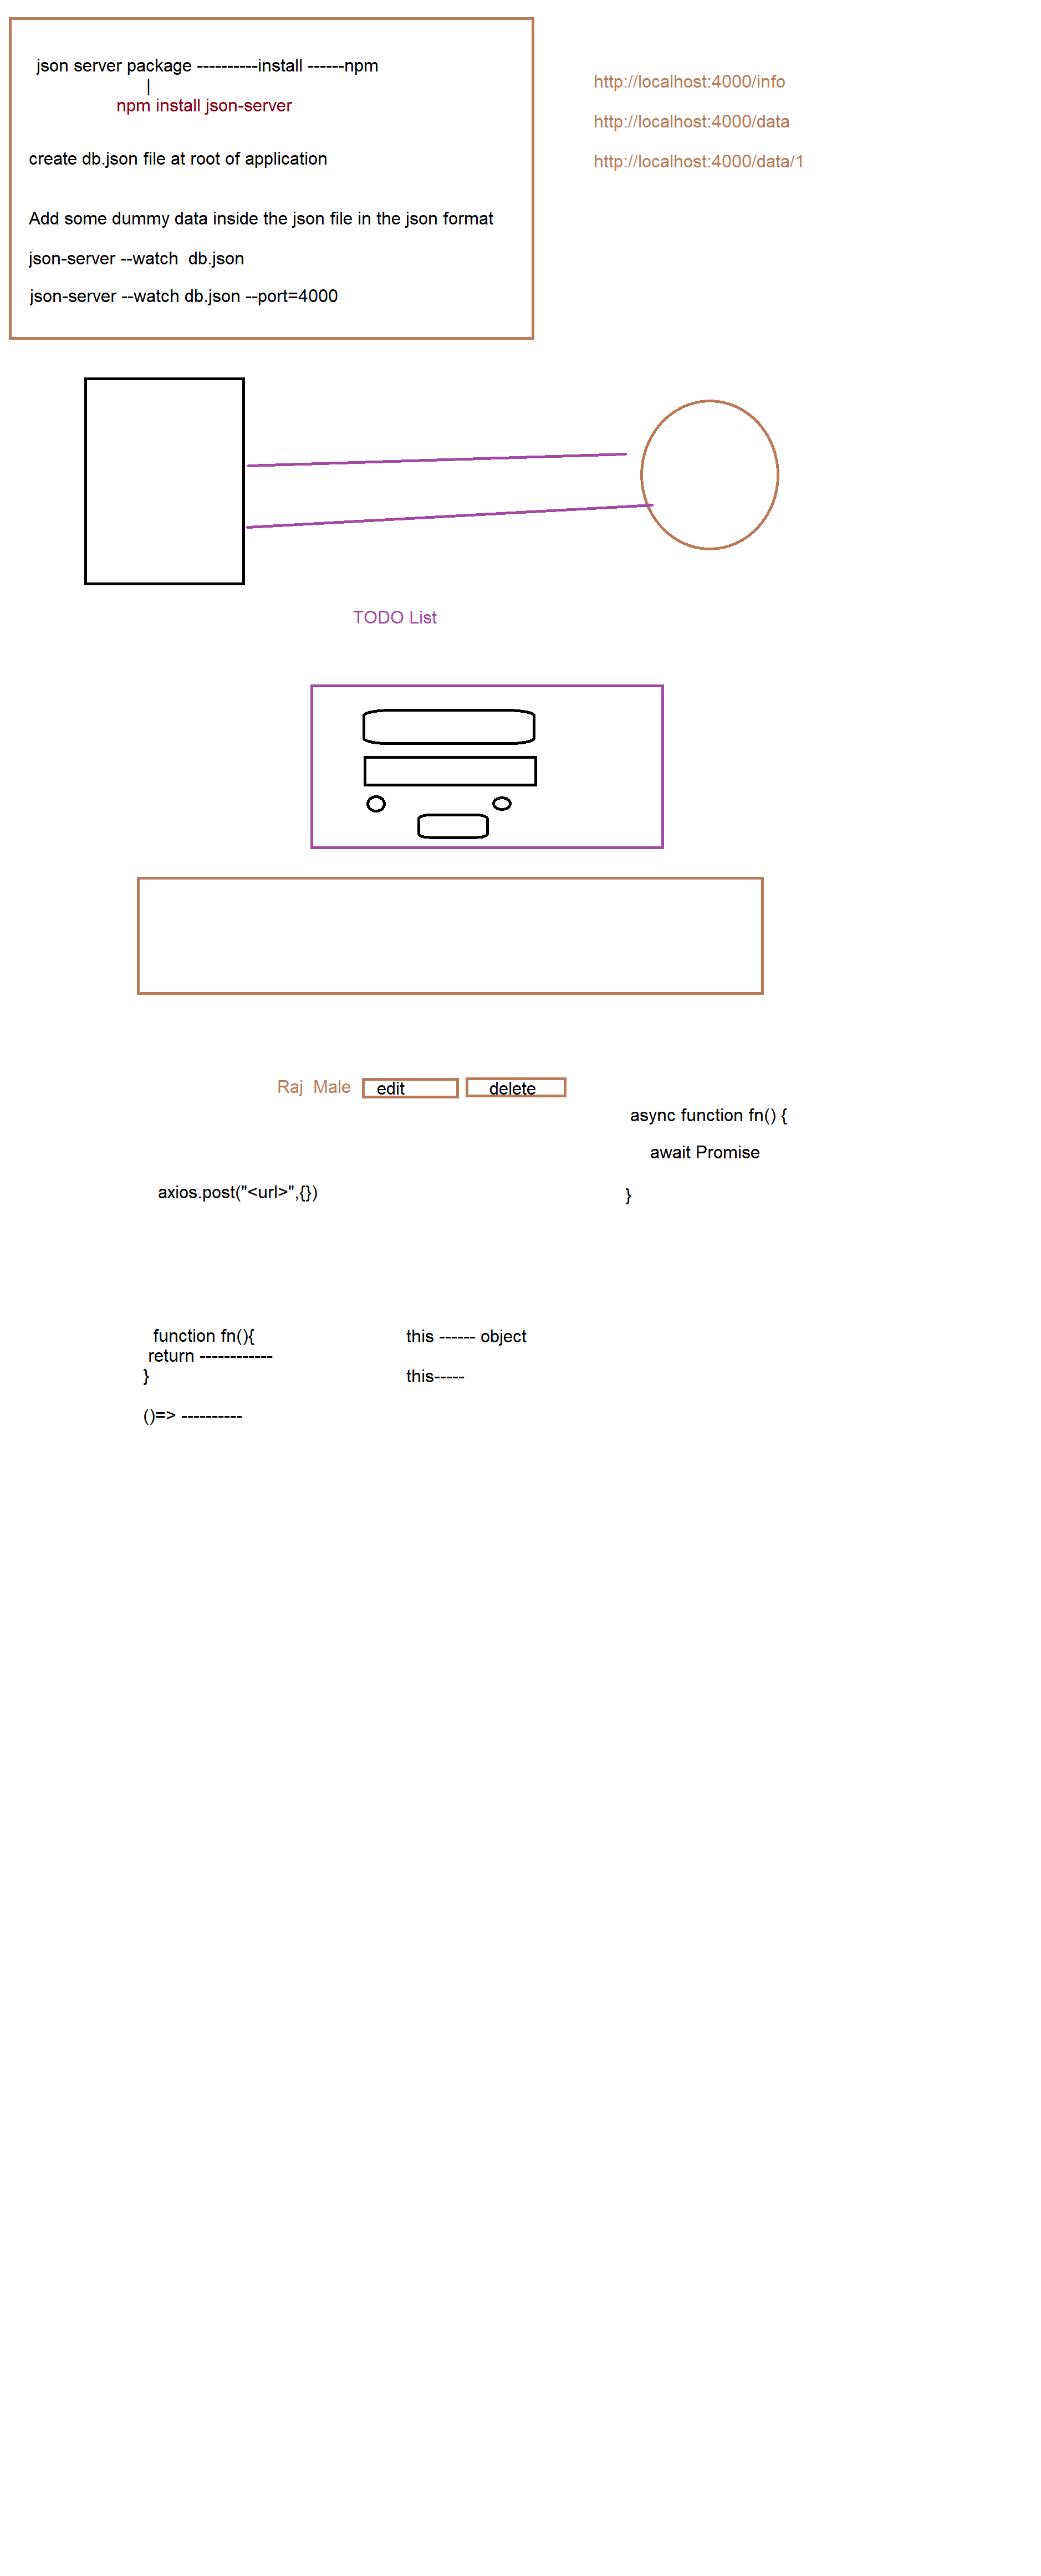 json server package ----------install ------npm
|
npm install json-server
create db.json file at root of application
Add some dummy data inside the json file in the json format
json-server --watch  db.json
json-server --watch db.json --port=4000
http://localhost:4000/info
http://localhost:4000/data
http://localhost:4000/data/1
TODO List
Raj  Male
edit
delete
async function fn() {
await Promise
}
axios.post("<url>",{})
function fn(){
return ------------
}
()=> ----------
this ------ object
this-----